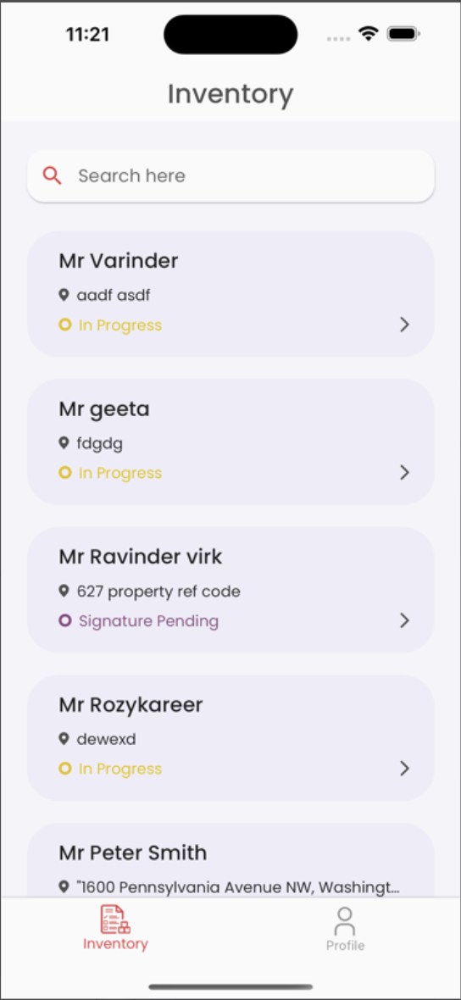 11:21
Inventory
Search here
Mr Varinder
aadf asdf
In Progress
Mr geeta
fdgdg
In Progress
Mr Ravinder virk
627 property ref code
Signature Pending
Mr Rozykareer
dewexd
In Progress
Mr Peter Smith
"1600 Pennsylvania Avenue NW, Washingt...
Inventory
Profile